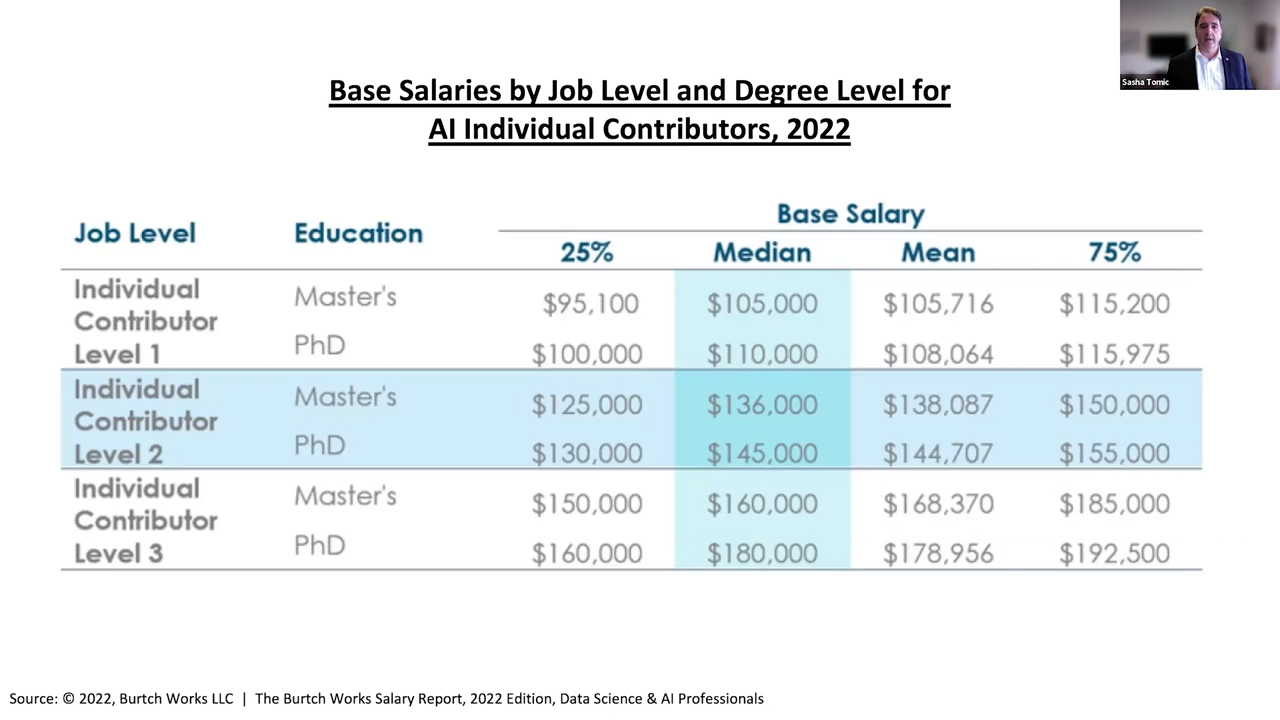 Sasha Tomic
Base Salaries by Job Level and Degree Level for
AI Individual Contributors, 2022
Job Level Education Base Salary
25% Median Mean 75%
Individual Contributor Level 1 Master's $95,100 $105,000 $105,716 $115,200
PhD $100,000 $110,000 $108,064 $115,975
Individual Contributor Level 2 Master's $125,000 $136,000 $138,087 $150,000
PhD $130,000 $145,000 $144,707 $155,000
Individual Contributor Level 3 Master's $150,000 $160,000 $168,370 $185,000
PhD $160,000 $180,000 $178,956 $192,500
Source: © 2022, Burtch Works LLC | The Burtch Works Salary Report, 2022 Edition, Data Science & AI Professionals